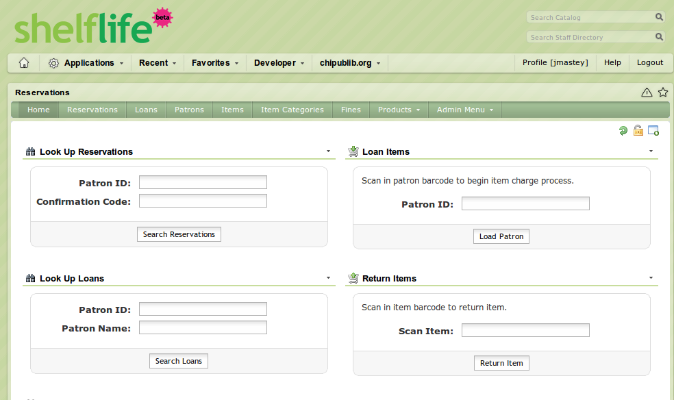 shelflife beta
Search Catalog
Search Staff Directory
Applications Recent Favorites Developer chipublib.org Profile [jmastey] Help Logout
Reservations
Home Reservations Loans Patrons Items Item Categories Fines Products Admin Menu
Look Up Reservations
Patron ID:
Confirmation Code:
Search Reservations
Loan Items
Scan in patron barcode to begin item charge process.
Patron ID:
Load Patron
Look Up Loans
Patron ID:
Patron Name:
Search Loans
Return Items
Scan in item barcode to return item.
Scan Item:
Return Item